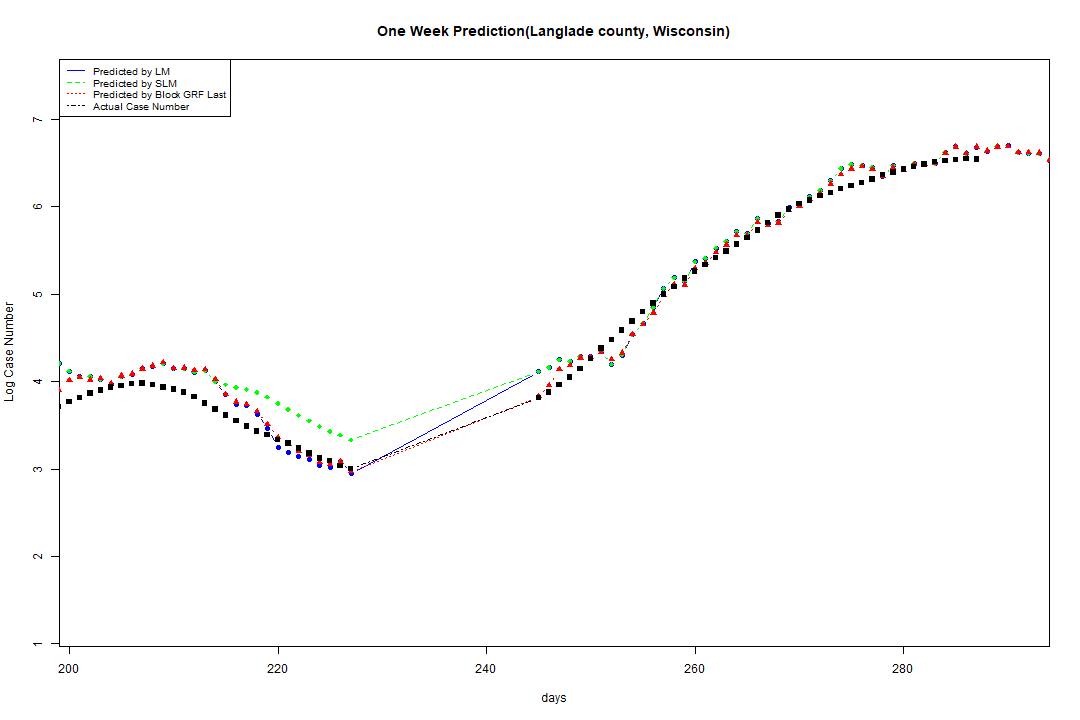 One Week Prediction(Langlade county, Wisconsin)
Predicted by LM
Predicted by SLM
Predicted by Block GRF Last
Actual Case Number
7
6
5
4
3
2
1
Log Case Number
200 220 240 260 280
days